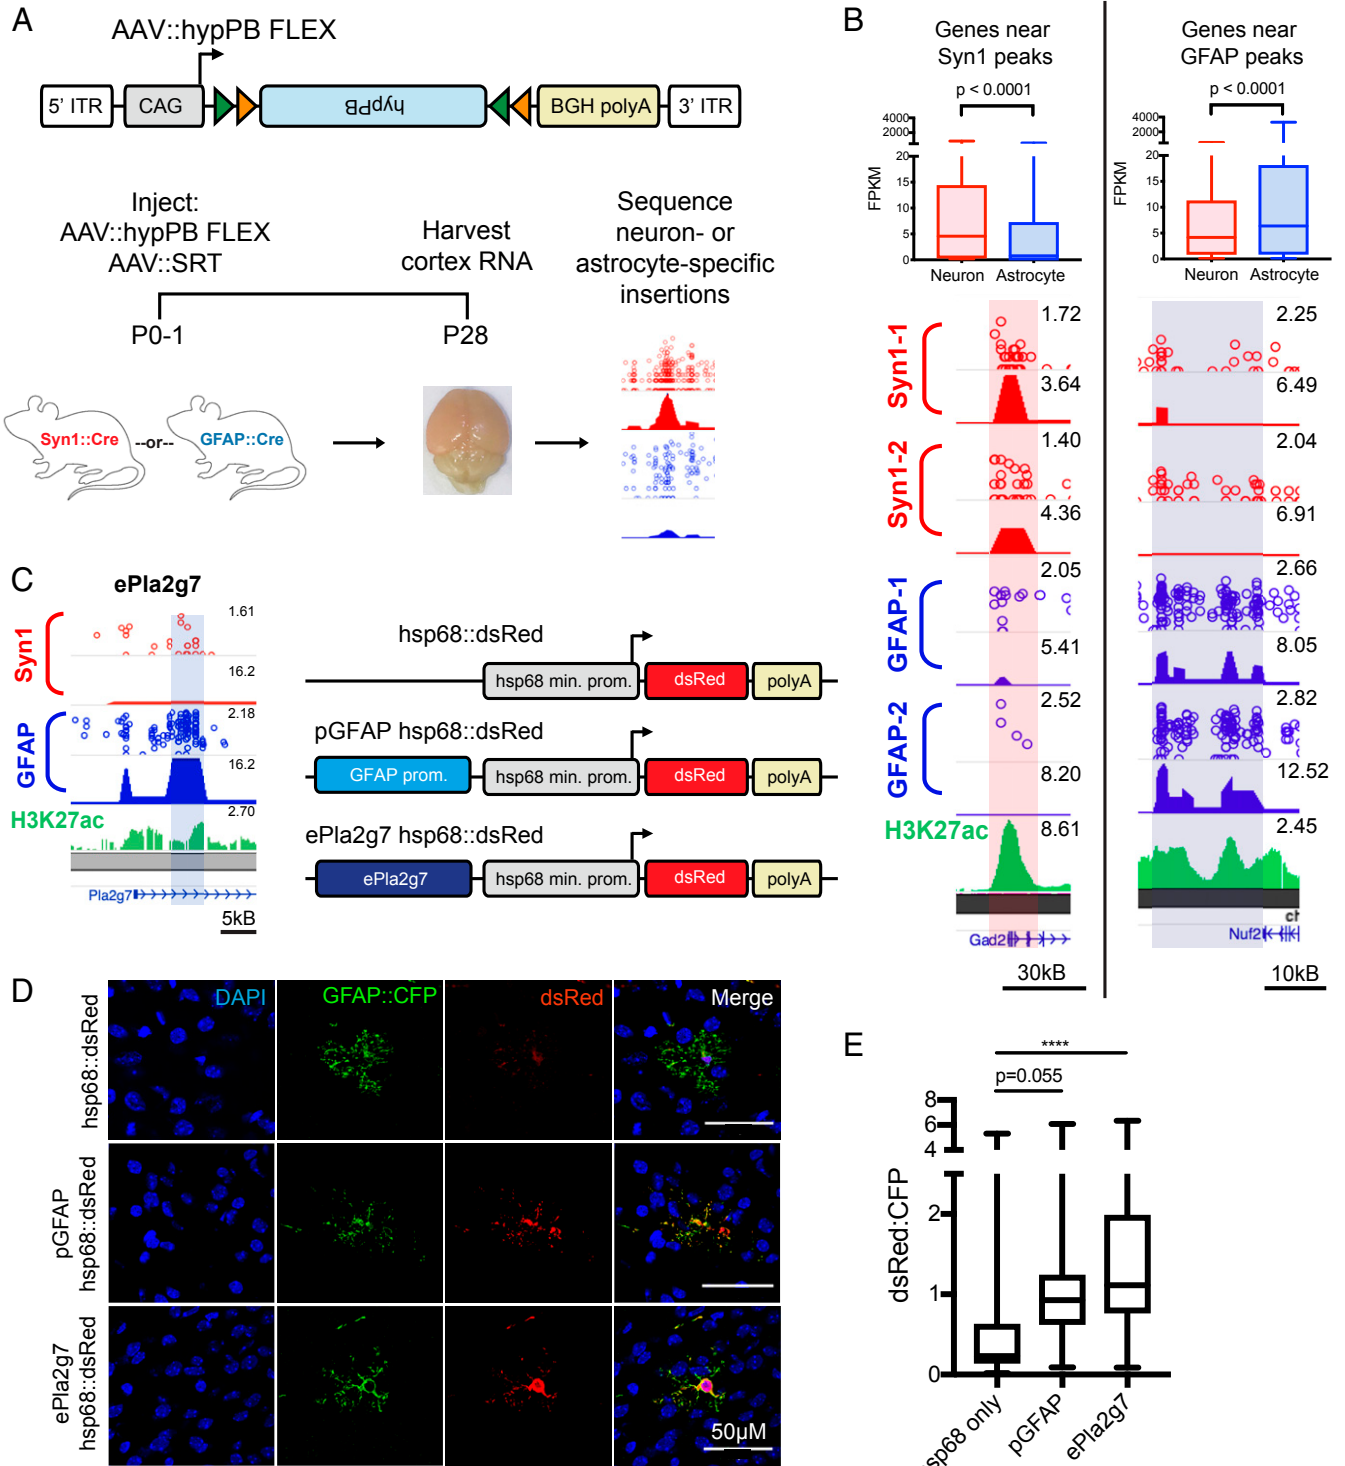 A
AAV::hypPB FLEX
5' ITR
CAG
hypPB
BGH polyA
3' ITR
Inject:
AAV::hypPB FLEX
AAV::SRT
Harvest
cortex RNA
Sequence
neuron- or
astrocyte-specific
insertions
P0-1
P28
Syn1::Cre
--or--
GFAP::Cre
B
Genes near
Syn1 peaks
p < 0.0001
4000
2000
20
15
10
5
0
FPKM
Neuron
Astrocyte
Genes near
GFAP peaks
p < 0.0001
4000
2000
20
15
10
5
0
FPKM
Neuron
Astrocyte
Syn1-1
1.72
3.64
Syn1-2
1.40
4.36
GFAP-1
2.05
5.41
GFAP-2
2.52
8.20
H3K27ac
8.61
Gad2
30kB
2.25
6.49
2.04
6.91
2.66
8.05
2.82
12.52
2.45
ch
Nuf2
10kB
C
ePla2g7
Syn1
1.61
16.2
GFAP
2.18
16.2
H3K27ac
2.70
Pla2g7
5kB
hsp68::dsRed
hsp68 min. prom.
dsRed
polyA
pGFAP hsp68::dsRed
GFAP prom.
hsp68 min. prom.
dsRed
polyA
ePla2g7 hsp68::dsRed
ePla2g7
hsp68 min. prom.
dsRed
polyA
D
DAPI
GFAP::CFP
dsRed
Merge
hsp68::dsRed
pGFAP
hsp68::dsRed
ePla2g7
hsp68::dsRed
50µM
E
****
p=0.055
8
6
4
2
1
0
dsRed:CFP
sp68 only
pGFAP
ePla2g7